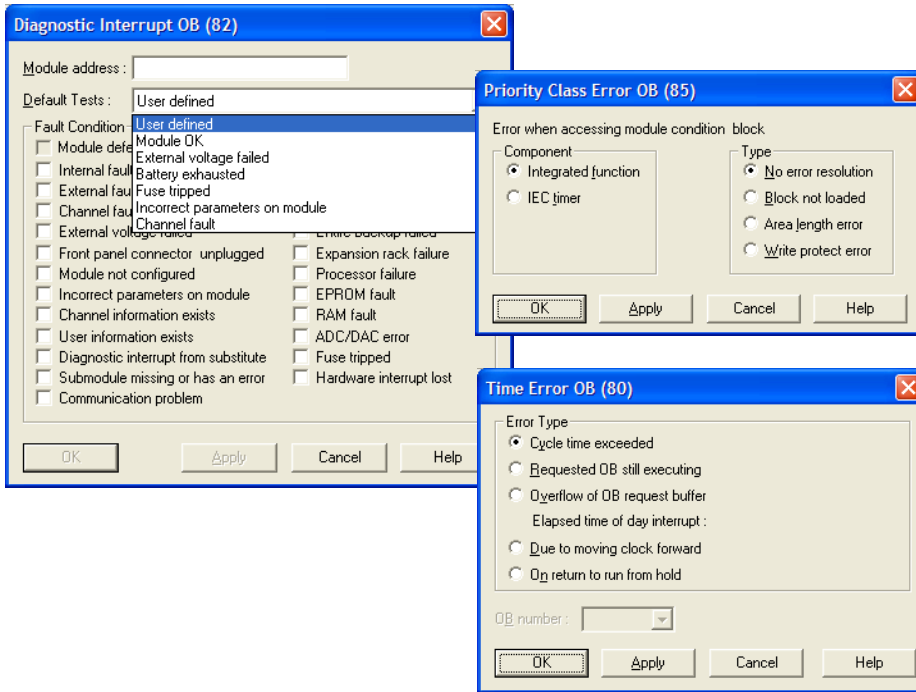 Diagnostic Interrupt OB (82)
Module address :
Default Tests :
User defined
User defined
Module OK
External voltage failed
Battery exhausted
Fuse tripped
Incorrect parameters on module
Channel fault
Fault Condition
Module defe
Internal faul
External fau
Channel fau
External voltage failed
Entire backup failed
Front panel connector unplugged
Expansion rack failure
Module not configured
Processor failure
Incorrect parameters on module
EPROM fault
Channel information exists
RAM fault
User information exists
ADC/DAC error
Diagnostic interrupt from substitute
Fuse tripped
Submodule missing or has an error
Hardware interrupt lost
Communication problem
OK
Apply
Cancel
Help
Priority Class Error OB (85)
Error when accessing module condition block
Component
Integrated function
IEC timer
Type
No error resolution
Block not loaded
Area length error
Write protect error
OK
Apply
Cancel
Help
Time Error OB (80)
Error Type
Cycle time exceeded
Requested OB still executing
Overflow of OB request buffer
Elapsed time of day interrupt :
Due to moving clock forward
On return to run from hold
OB number :
OK
Apply
Cancel
Help